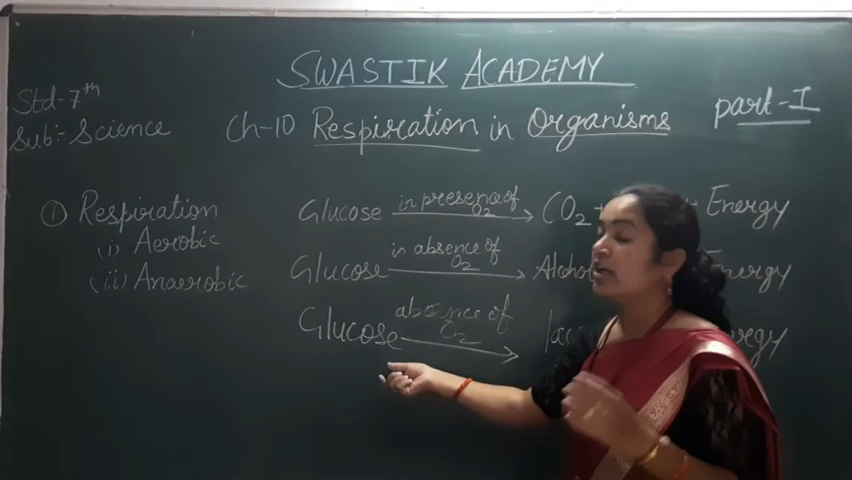 SWASTIK ACADEMY
Std-7th
Sub:- Science
Ch-10 Respiration in Organisms
part-I
① Respiration
(i) Aerobic
(ii) Anaerobic
Glucose in presence of O2 → CO2 + Energy
Glucose in absence of O2 → Alcohol Energy
Glucose absence of O2 →